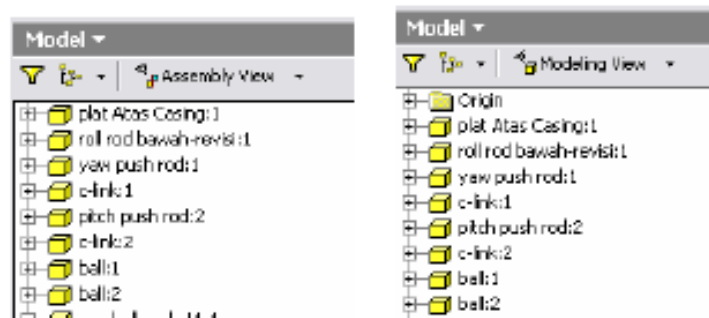 Model
Assembly View
plat Atas Casing:1
roll rod bawah-revisi:1
yaw push rod:1
c-link:1
pitch push rod:2
c-link:2
ball:1
ball:2
Model
Modeling View
Origin
plat Atas Casing:1
roll rod bawah-revisi:1
yaw push rod:1
c-link:1
pitch push rod:2
c-link:2
ball:1
ball:2